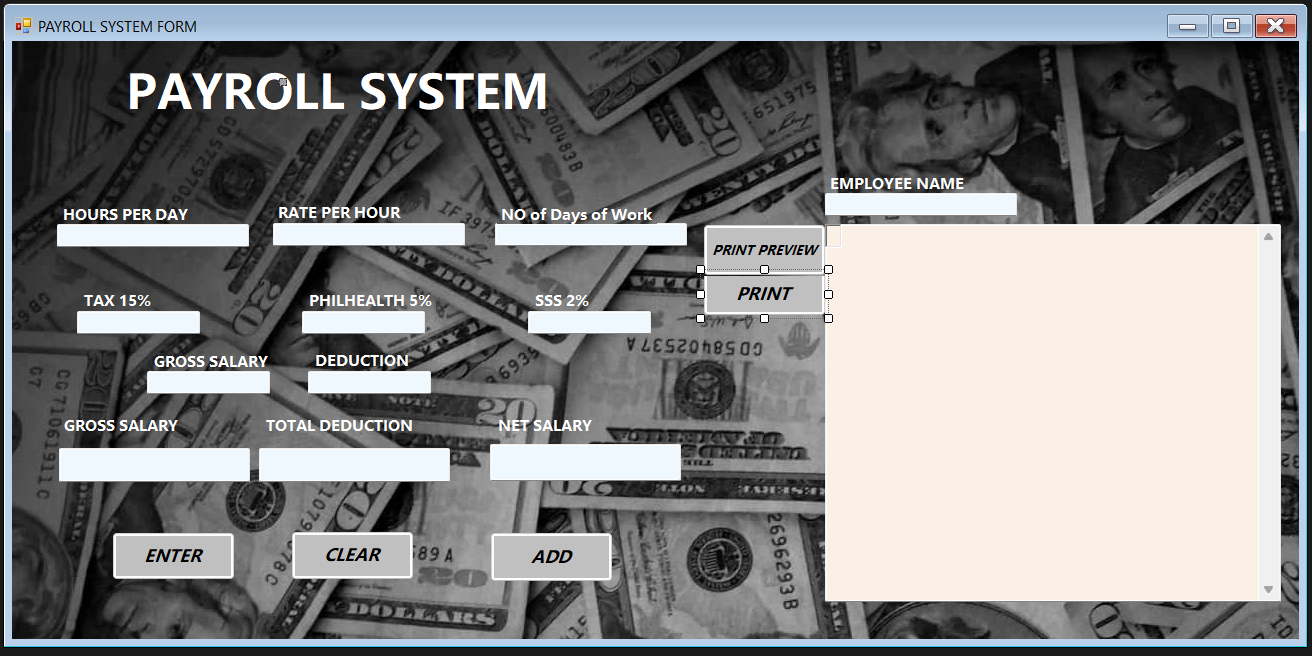 PAYROLL SYSTEM FORM
PAYROLL SYSTEM
EMPLOYEE NAME
HOURS PER DAY
RATE PER HOUR
NO of Days of Work
PRINT PREVIEW
PRINT
TAX 15%
PHILHEALTH 5%
SSS 2%
GROSS SALARY
DEDUCTION
GROSS SALARY
TOTAL DEDUCTION
NET SALARY
ENTER
CLEAR
ADD